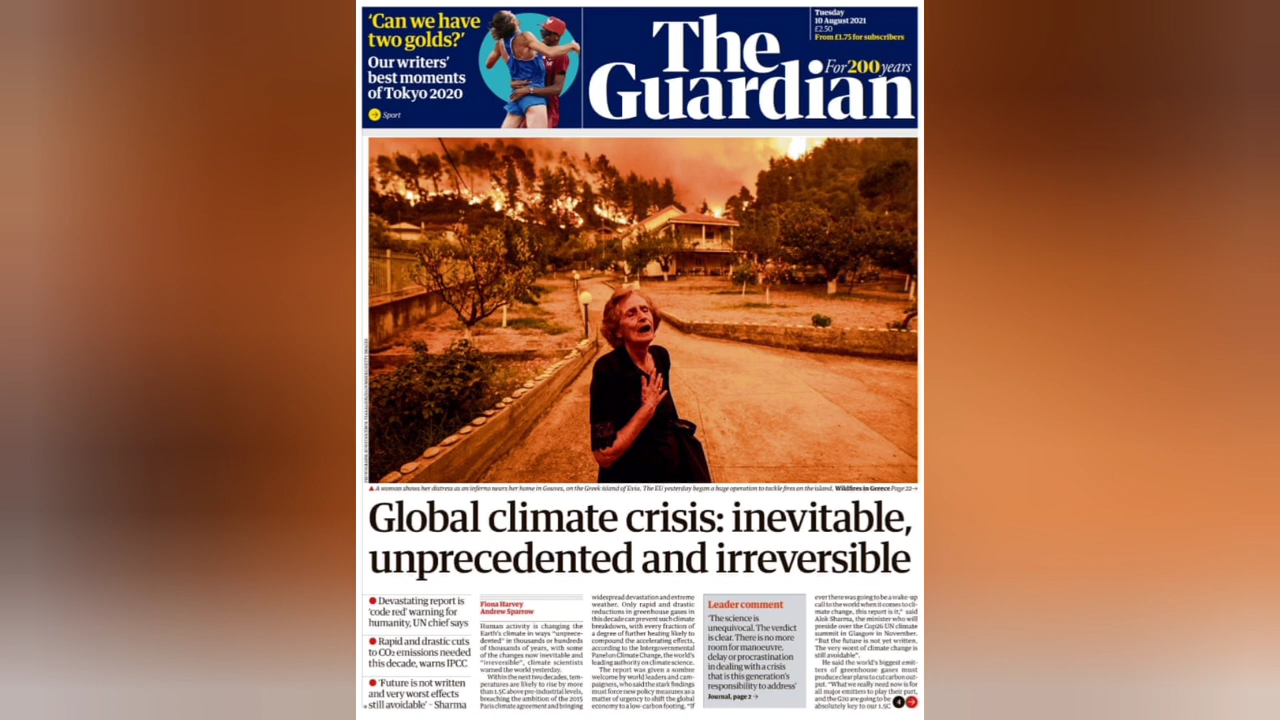 ‘Can we have
two golds?’
Our writers’
best moments
of Tokyo 2020
Sport
The
Guardian
For 200 years
Tuesday
10 August 2021
£2.50
From £1.75 for subscribers
A woman shows her distress as an inferno nears her home in Gouves, on the Greek island of Evia. The EU yesterday began a huge operation to tackle fires on the island. Wildfires in Greece Page 22→
Global climate crisis: inevitable,
unprecedented and irreversible
Devastating report is
‘code red’ warning for
humanity, UN chief says
Rapid and drastic cuts
to CO2 emissions needed
this decade, warns IPCC
‘Future is not written
and very worst effects
still avoidable’ – Sharma
Fiona Harvey
Andrew Sparrow
Human activity is changing the
Earth’s climate in ways “unprece-
dented” in thousands or hundreds
of thousands of years, with some
of the changes now inevitable and
“irreversible”, climate scientists
warned the world yesterday.
Within the next two decades, tem-
peratures are likely to rise by more
than 1.5C above pre-industrial levels,
breaching the ambition of the 2015
Paris climate agreement and bringing
widespread devastation and extreme
weather. Only rapid and drastic
reductions in greenhouse gases in
this decade can prevent such climate
breakdown, with every fraction of
a degree of further heating likely to
compound the accelerating effects,
according to the Intergovernmental
Panel on Climate Change, the world’s
leading authority on climate science.
The report was given a sombre
welcome by world leaders and cam-
paigners, who said the stark findings
must force new policy measures as a
matter of urgency to shift the global
economy to a low-carbon footing. “If
Leader comment
‘The science is
unequivocal. The verdict
is clear. There is no more
room for manoeuvre,
delay or procrastination
in dealing with a crisis
that is this generation’s
responsibility to address’
Journal, page 2 →
ever there was going to be a wake-up
call to the world when it comes to cli-
mate change, this report is it,” said
Alok Sharma, the minister who will
preside over the Cop26 UN climate
summit in Glasgow in November.
“But the future is not yet written.
The very worst of climate change is
still avoidable”.
He said the world’s biggest emit-
ters of greenhouse gases must
produce clear plans to cut carbon out-
put. “What we really need now is for
all major emitters to play their part,
and the G20 are going to be
absolutely key to our 1.5C
4